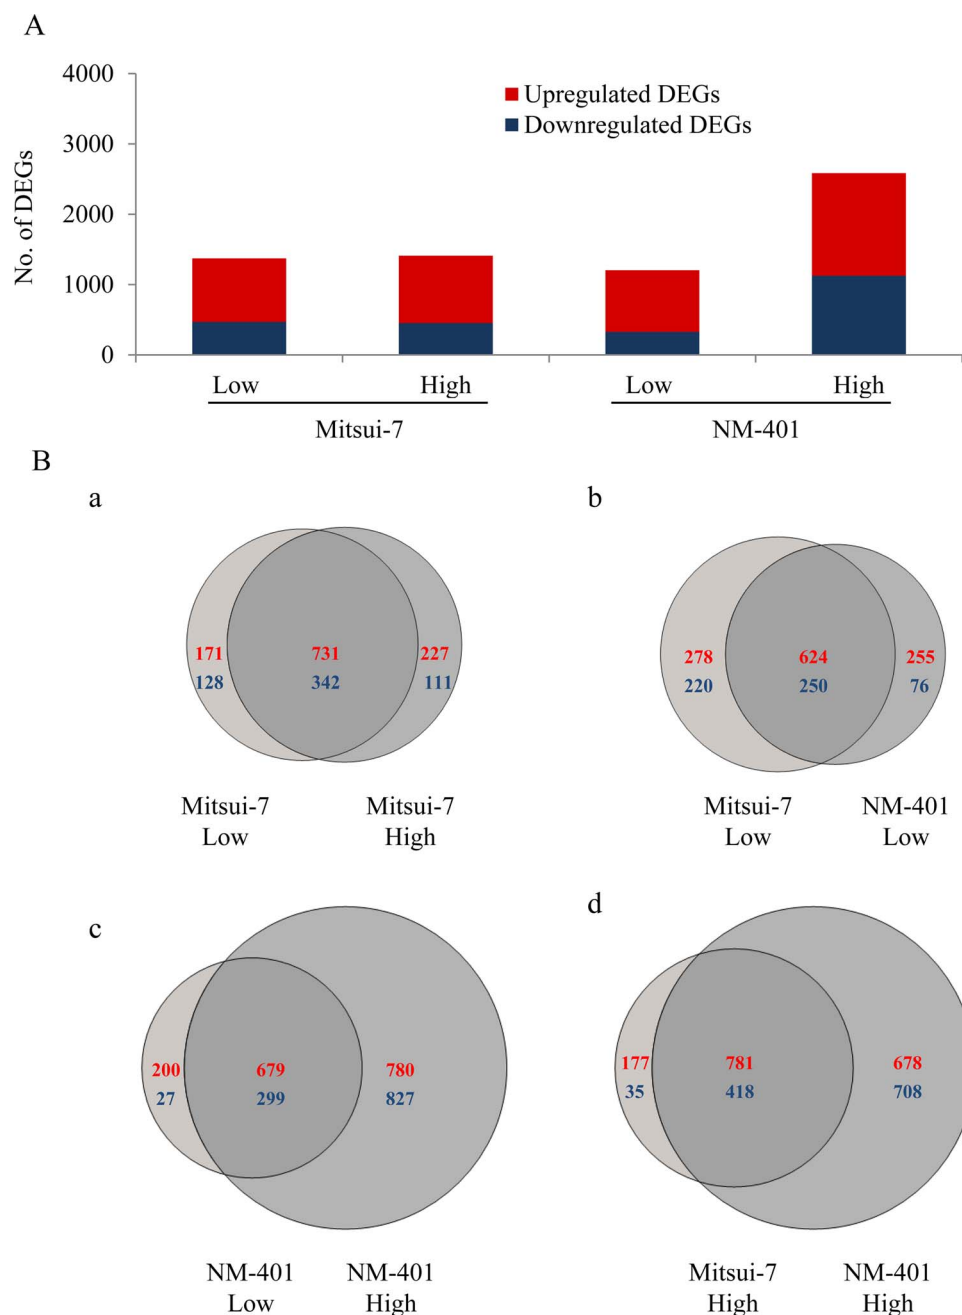 A
4000
3000
2000
1000
0
No. of DEGs
Upregulated DEGs
Downregulated DEGs
Low High Low High
Mitsui-7 NM-401
B
a b
171 731 227
128 342 111
278 624 255
220 250 76
Mitsui-7 Mitsui-7
Low High
Mitsui-7 NM-401
Low Low
c d
200 679 780
27 299 827
177 781 678
35 418 708
NM-401 NM-401
Low High
Mitsui-7 NM-401
High High